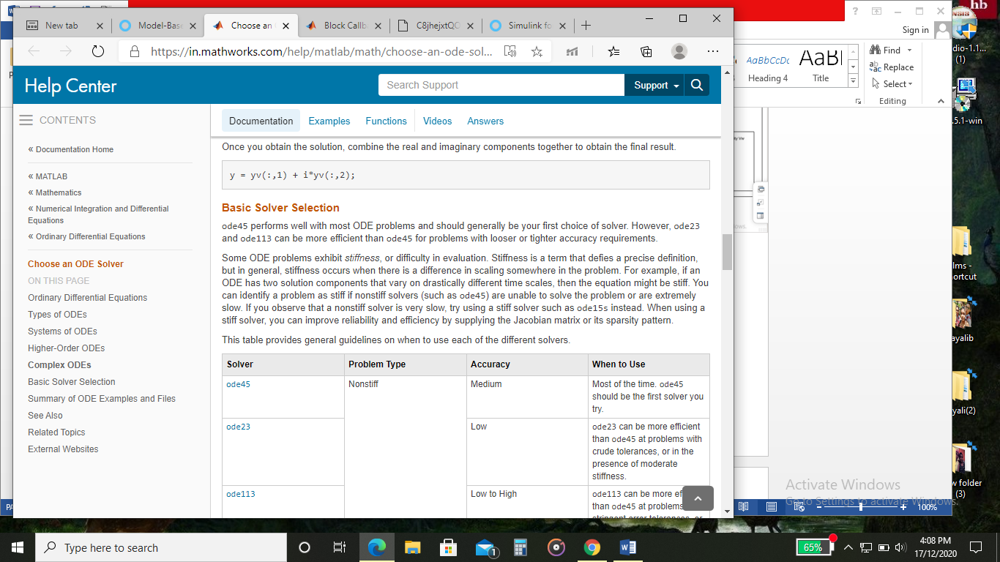 New tab
Model-Base
Choose an
Block Callb
C8jhejxtQC
Simulink fo
https://in.mathworks.com/help/matlab/math/choose-an-ode-sol...
Help Center
Search Support
Support
CONTENTS
« Documentation Home
« MATLAB
« Mathematics
« Numerical Integration and Differential
Equations
« Ordinary Differential Equations
Choose an ODE Solver
ON THIS PAGE
Ordinary Differential Equations
Types of ODEs
Systems of ODEs
Higher-Order ODEs
Complex ODEs
Basic Solver Selection
Summary of ODE Examples and Files
See Also
Related Topics
External Websites
Documentation
Examples
Functions
Videos
Answers
Once you obtain the solution, combine the real and imaginary components together to obtain the final result.
y = yv(:,1) + i*yv(:,2);
Basic Solver Selection
ode45 performs well with most ODE problems and should generally be your first choice of solver. However, ode23
and ode113 can be more efficient than ode45 for problems with looser or tighter accuracy requirements.
Some ODE problems exhibit stiffness, or difficulty in evaluation. Stiffness is a term that defies a precise definition,
but in general, stiffness occurs when there is a difference in scaling somewhere in the problem. For example, if an
ODE has two solution components that vary on drastically different time scales, then the equation might be stiff. You
can identify a problem as stiff if nonstiff solvers (such as ode45) are unable to solve the problem or are extremely
slow. If you observe that a nonstiff solver is very slow, try using a stiff solver such as ode15s instead. When using a
stiff solver, you can improve reliability and efficiency by supplying the Jacobian matrix or its sparsity pattern.
This table provides general guidelines on when to use each of the different solvers.
Solver
Problem Type
Accuracy
When to Use
ode45
Nonstiff
Medium
Most of the time. ode45
should be the first solver you
try.
ode23
Low
ode23 can be more efficient
than ode45 at problems with
crude tolerances, or in the
presence of moderate
stiffness.
ode113
Low to High
ode113 can be more ef
than ode45 at problems
stringent error tolerances, or
?
Sign in
AaBbCcDc
AaBl
Heading 4
Title
Find
Replace
Select
Editing
hb
dio-1.1...
(1)
.5.1-win
lms -
ortcut
ayalib
yali(2)
w folder
(3)
Activate Windows
Go to Settings to activate Windows.
PA
100%
Type here to search
1
65%
4:08 PM
17/12/2020